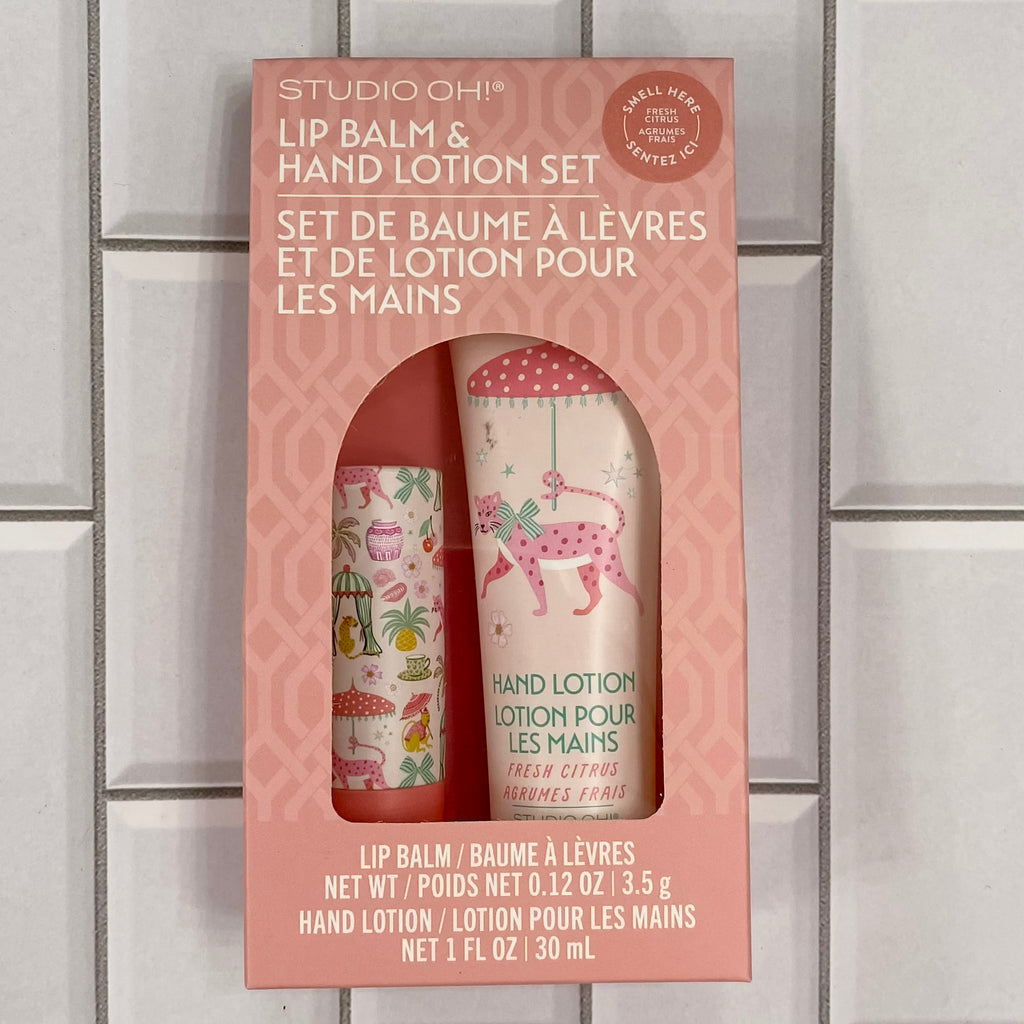 STUDIO OH!®
LIP BALM &
HAND LOTION SET
SET DE BAUME À LÈVRES
ET DE LOTION POUR
LES MAINS
SMELL HERE
FRESH
CITRUS
AGRUMES
FRAIS
SENTEZ ICI
HAND LOTION
LOTION POUR
LES MAINS
FRESH CITRUS
AGRUMES FRAIS
STUDIO OH!®
LIP BALM / BAUME À LÈVRES
NET WT / POIDS NET 0.12 OZ | 3.5 g
HAND LOTION / LOTION POUR LES MAINS
NET 1 FL OZ | 30 mL